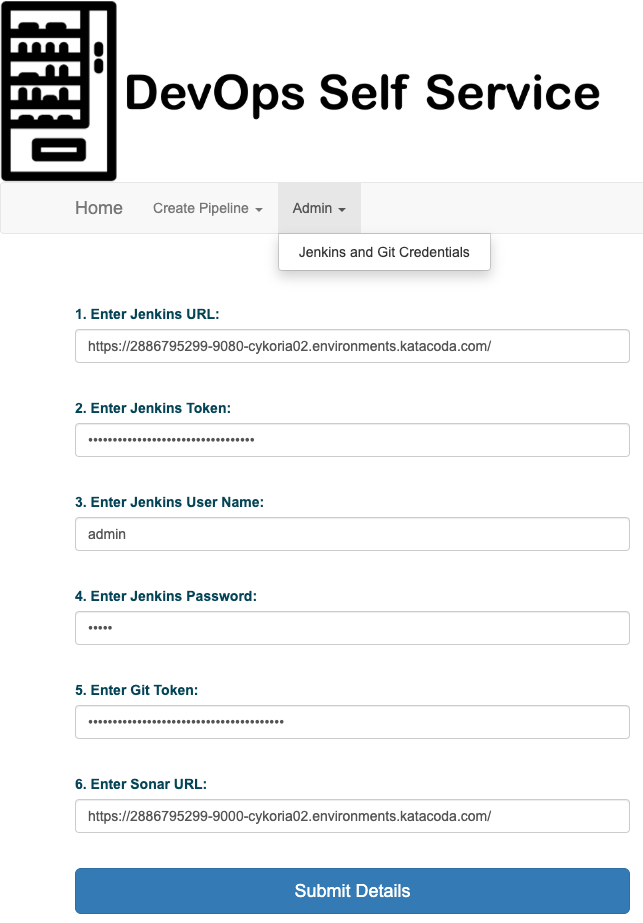 DevOps Self Service
Home Create Pipeline Admin
Jenkins and Git Credentials
1. Enter Jenkins URL:
https://2886795299-9080-cykoria02.environments.katacoda.com/
2. Enter Jenkins Token:
••••••••••••••••••••••••••••••••••
3. Enter Jenkins User Name:
admin
4. Enter Jenkins Password:
•••••
5. Enter Git Token:
••••••••••••••••••••••••••••••••••••••••
6. Enter Sonar URL:
https://2886795299-9000-cykoria02.environments.katacoda.com/
Submit Details